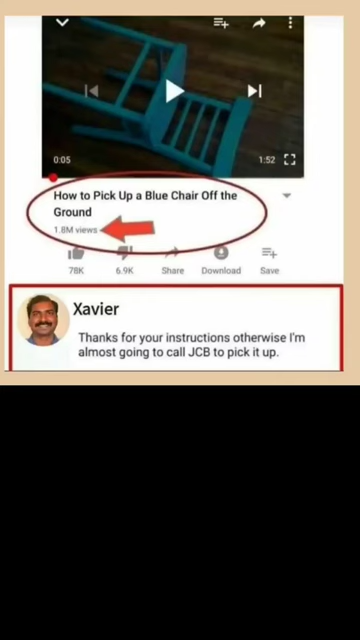 0:05
1:52
How to Pick Up a Blue Chair Off the
Ground
1.8M views
78K
6.9K
Share
Download
Save
Xavier
Thanks for your instructions otherwise I'm
almost going to call JCB to pick it up.